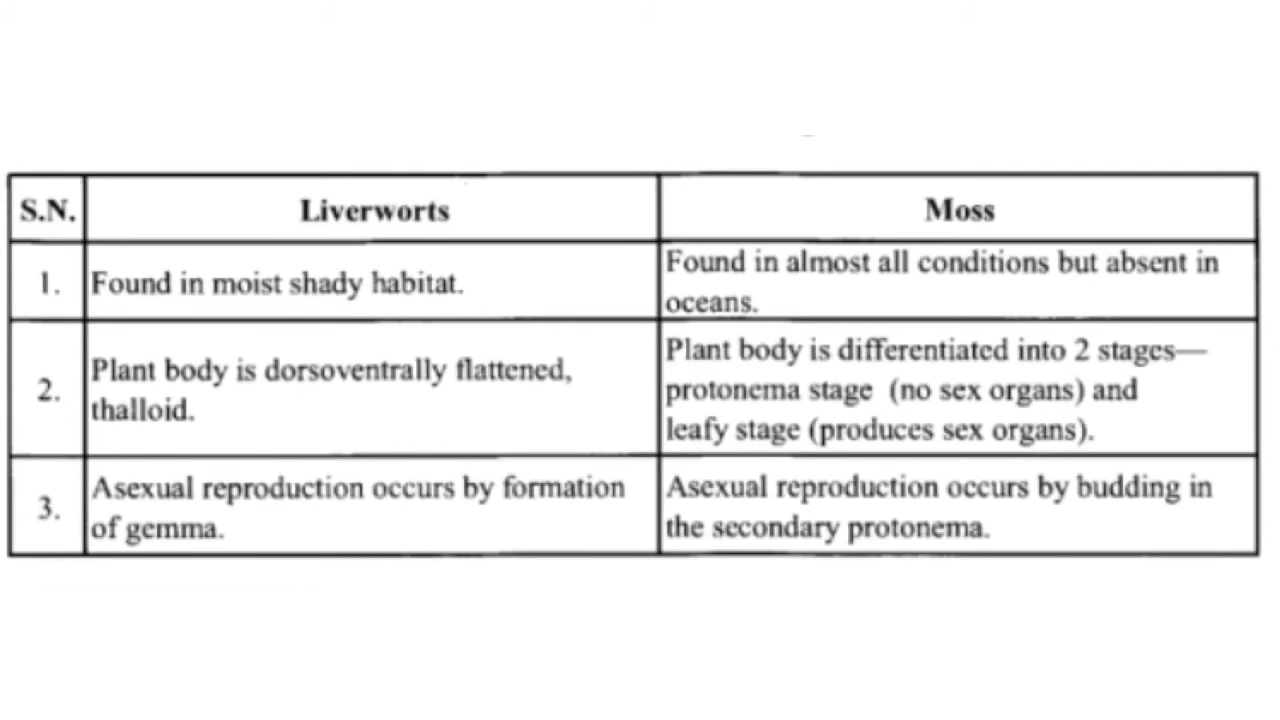 S.N. Liverworts Moss
1. Found in moist shady habitat. Found in almost all conditions but absent in
oceans.
2. Plant body is dorsoventrally flattened,
thalloid. Plant body is differentiated into 2 stages—
protonema stage (no sex organs) and
leafy stage (produces sex organs).
3. Asexual reproduction occurs by formation
of gemma. Asexual reproduction occurs by budding in
the secondary protonema.